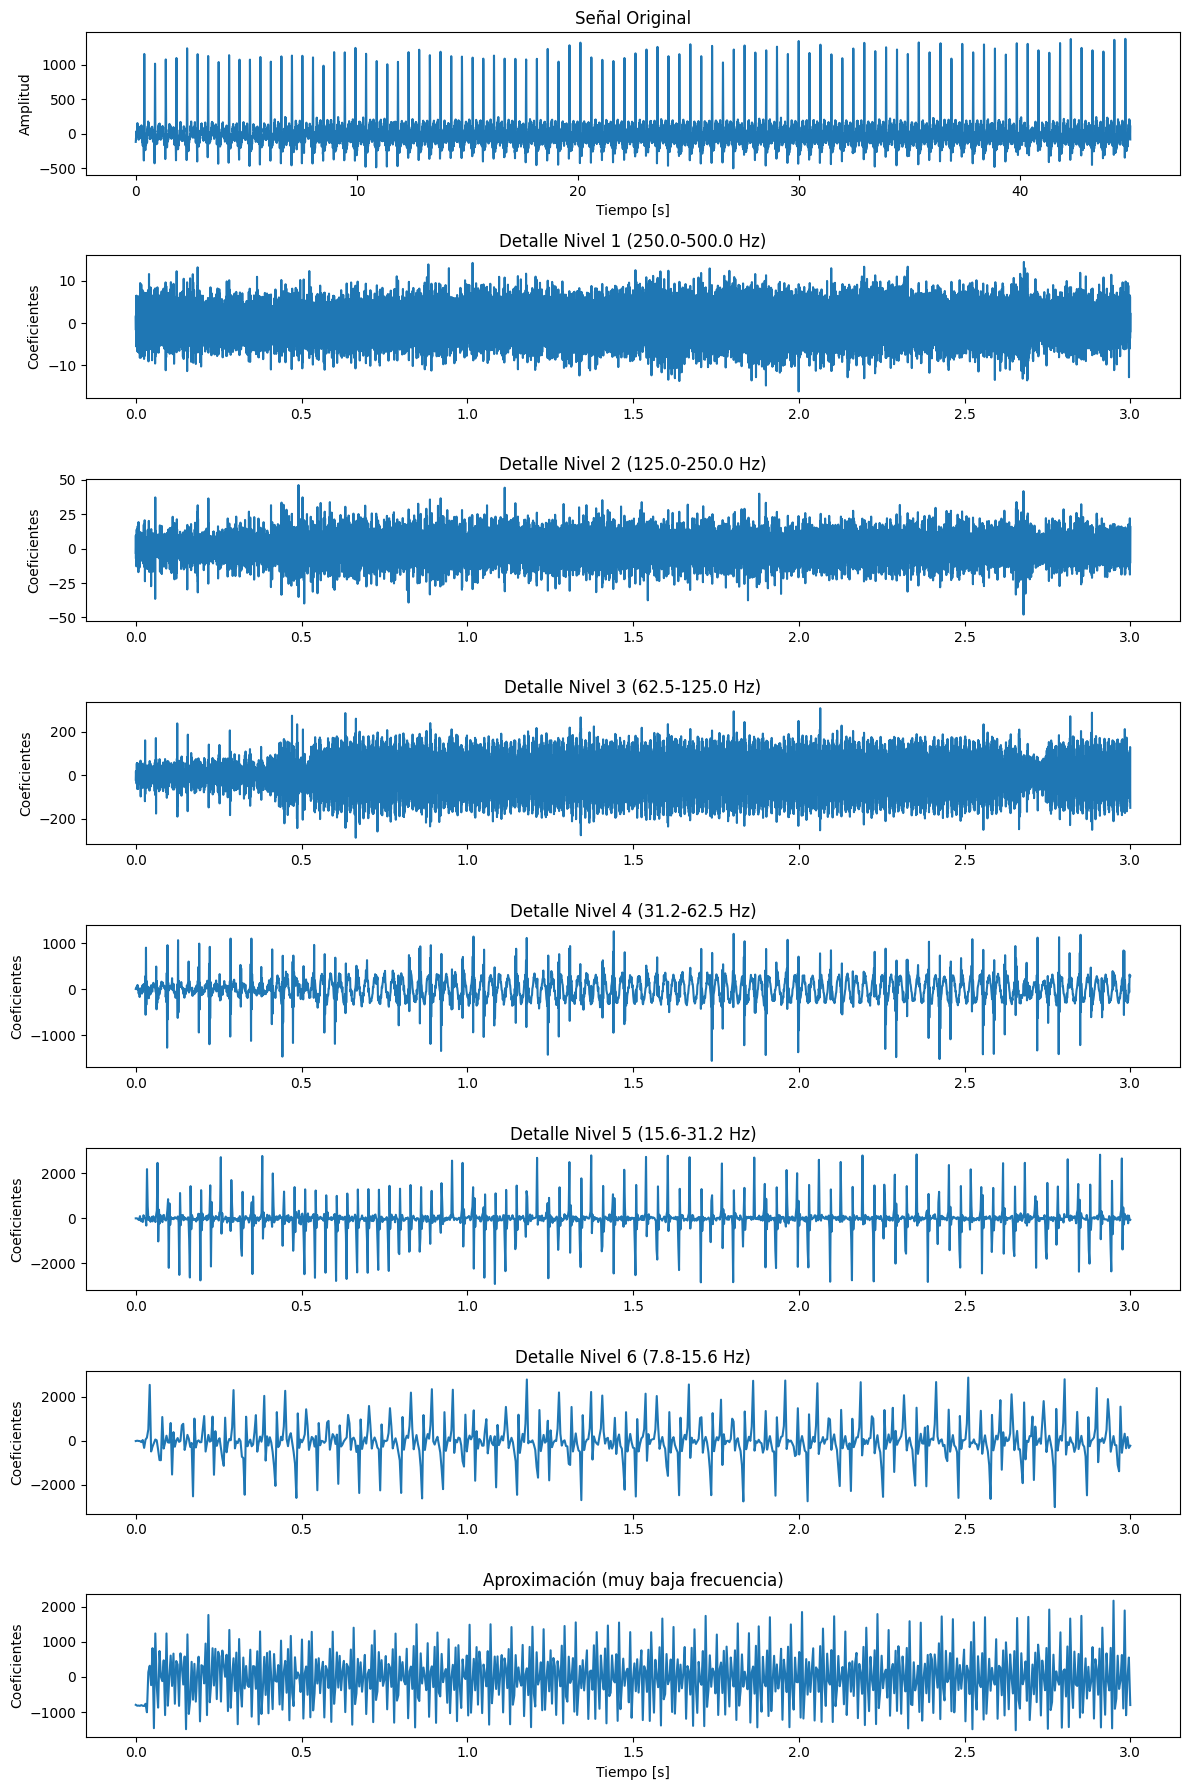 Señal Original
1000
500
0
−500
Amplitud
0 10 20 30 40
Tiempo [s]
Detalle Nivel 1 (250.0-500.0 Hz)
10
0
−10
Coeficientes
0.0 0.5 1.0 1.5 2.0 2.5 3.0
Detalle Nivel 2 (125.0-250.0 Hz)
50
25
0
−25
−50
Coeficientes
0.0 0.5 1.0 1.5 2.0 2.5 3.0
Detalle Nivel 3 (62.5-125.0 Hz)
200
0
−200
Coeficientes
0.0 0.5 1.0 1.5 2.0 2.5 3.0
Detalle Nivel 4 (31.2-62.5 Hz)
1000
0
−1000
Coeficientes
0.0 0.5 1.0 1.5 2.0 2.5 3.0
Detalle Nivel 5 (15.6-31.2 Hz)
2000
0
−2000
Coeficientes
0.0 0.5 1.0 1.5 2.0 2.5 3.0
Detalle Nivel 6 (7.8-15.6 Hz)
2000
0
−2000
Coeficientes
0.0 0.5 1.0 1.5 2.0 2.5 3.0
Aproximación (muy baja frecuencia)
2000
1000
0
−1000
Coeficientes
0.0 0.5 1.0 1.5 2.0 2.5 3.0
Tiempo [s]